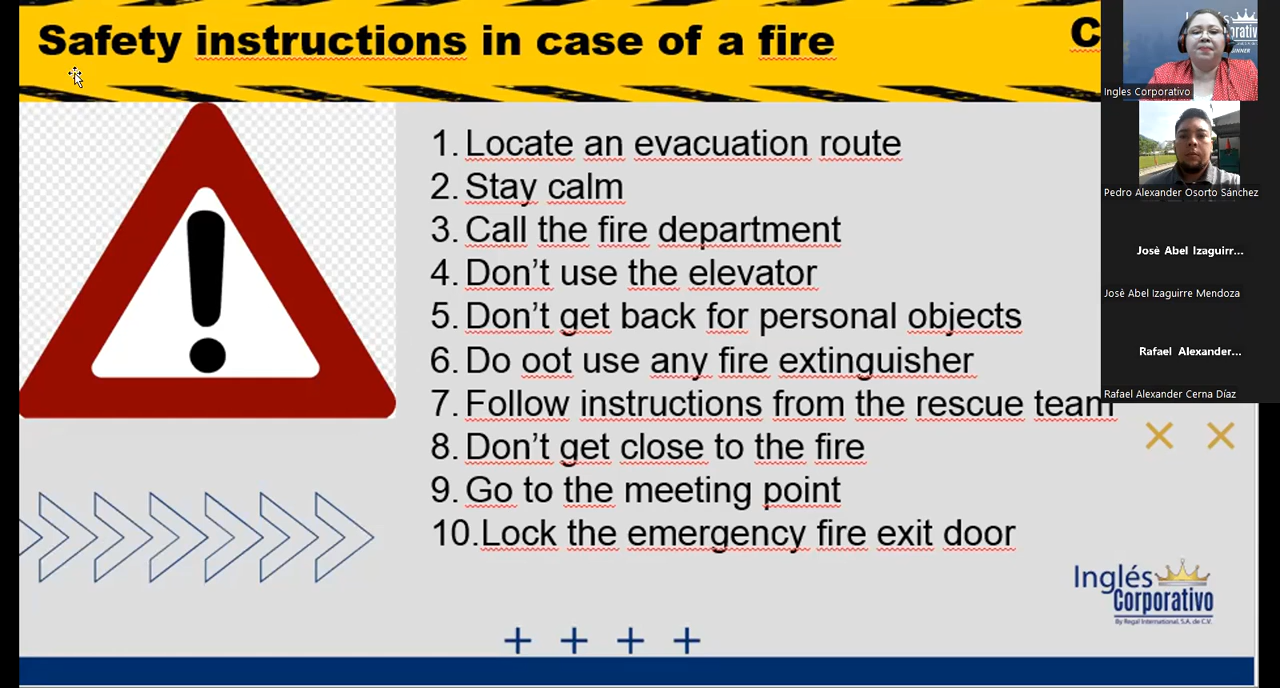 Safety instructions in case of a fire
C
1. Locate an evacuation route
2. Stay calm
3. Call the fire department
4. Don't use the elevator
5. Don't get back for personal objects
6. Do oot use any fire extinguisher
7. Follow instructions from the rescue team
8. Don't get close to the fire
9. Go to the meeting point
10.Lock the emergency fire exit door
Inglés
Corporativo
By Regal International, S.A. de C.V.
Ingles Corporativo
Pedro Alexander Osorto Sánchez
Josè Abel Izaguirr...
Josè Abel Izaguirre Mendoza
Rafael Alexander...
Rafael Alexander Cerna Díaz